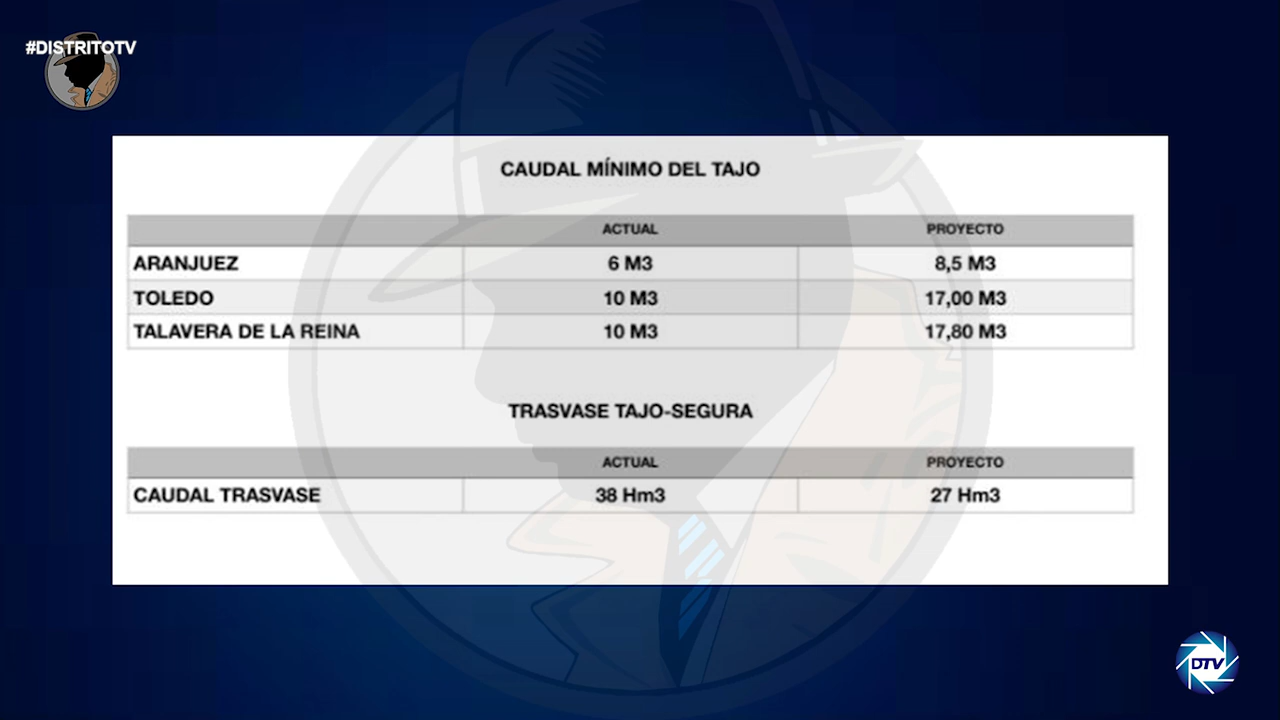 #DISTRITOTV
CAUDAL MÍNIMO DEL TAJO
ACTUAL PROYECTO
ARANJUEZ 6 M3 8,5 M3
TOLEDO 10 M3 17,00 M3
TALAVERA DE LA REINA 10 M3 17,80 M3
TRASVASE TAJO-SEGURA
ACTUAL PROYECTO
CAUDAL TRASVASE 38 Hm3 27 Hm3
DTV